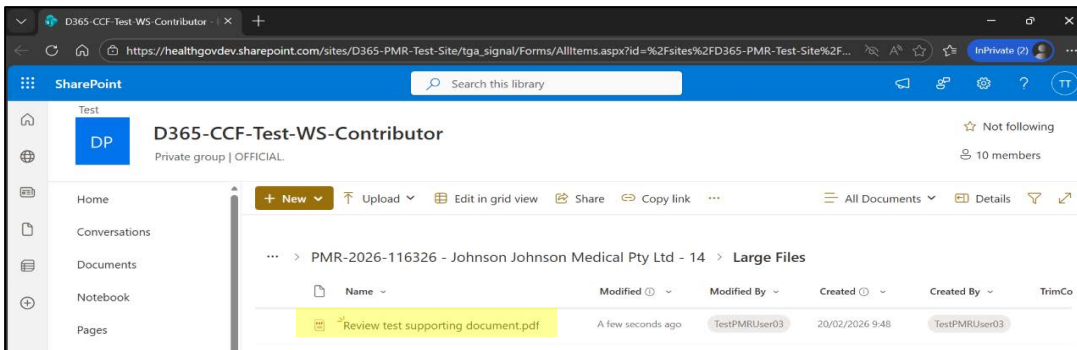 D365-CCF-Test-WS-Contributor -
https://healthgovdev.sharepoint.com/sites/D365-PMR-Test-Site/tga_signal/Forms/AllItems.aspx?id=%2Fsites%2FD365-PMR-Test-Site%2F... InPrivate (2)
SharePoint Search this library TT
Test
DP D365-CCF-Test-WS-Contributor Not following
Private group | OFFICIAL. 10 members
Home + New Upload Edit in grid view Share Copy link ... All Documents Details
Conversations
Documents ... > PMR-2026-116326 - Johnson Johnson Medical Pty Ltd - 14 > Large Files
Notebook Name Modified Modified By Created Created By TrimCo
Pages Review test supporting document.pdf A few seconds ago TestPMRUser03 20/02/2026 9:48 TestPMRUser03